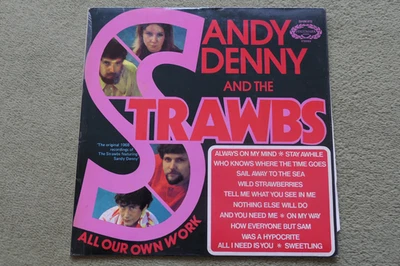 SANDY
DENNY
AND THE
STRAWBS
'The original 1968
recordings of
The Strawbs featuring
Sandy Denny'
ALL OUR OWN WORK
ALWAYS ON MY MIND * STAY AWHILE
WHO KNOWS WHERE THE TIME GOES
SAIL AWAY TO THE SEA
WILD STRAWBERRIES
TELL ME WHAT YOU SEE IN ME
NOTHING ELSE WILL DO
AND YOU NEED ME * ON MY WAY
HOW EVERYONE BUT SAM
WAS A HYPOCRITE
ALL I NEED IS YOU * SWEETLING